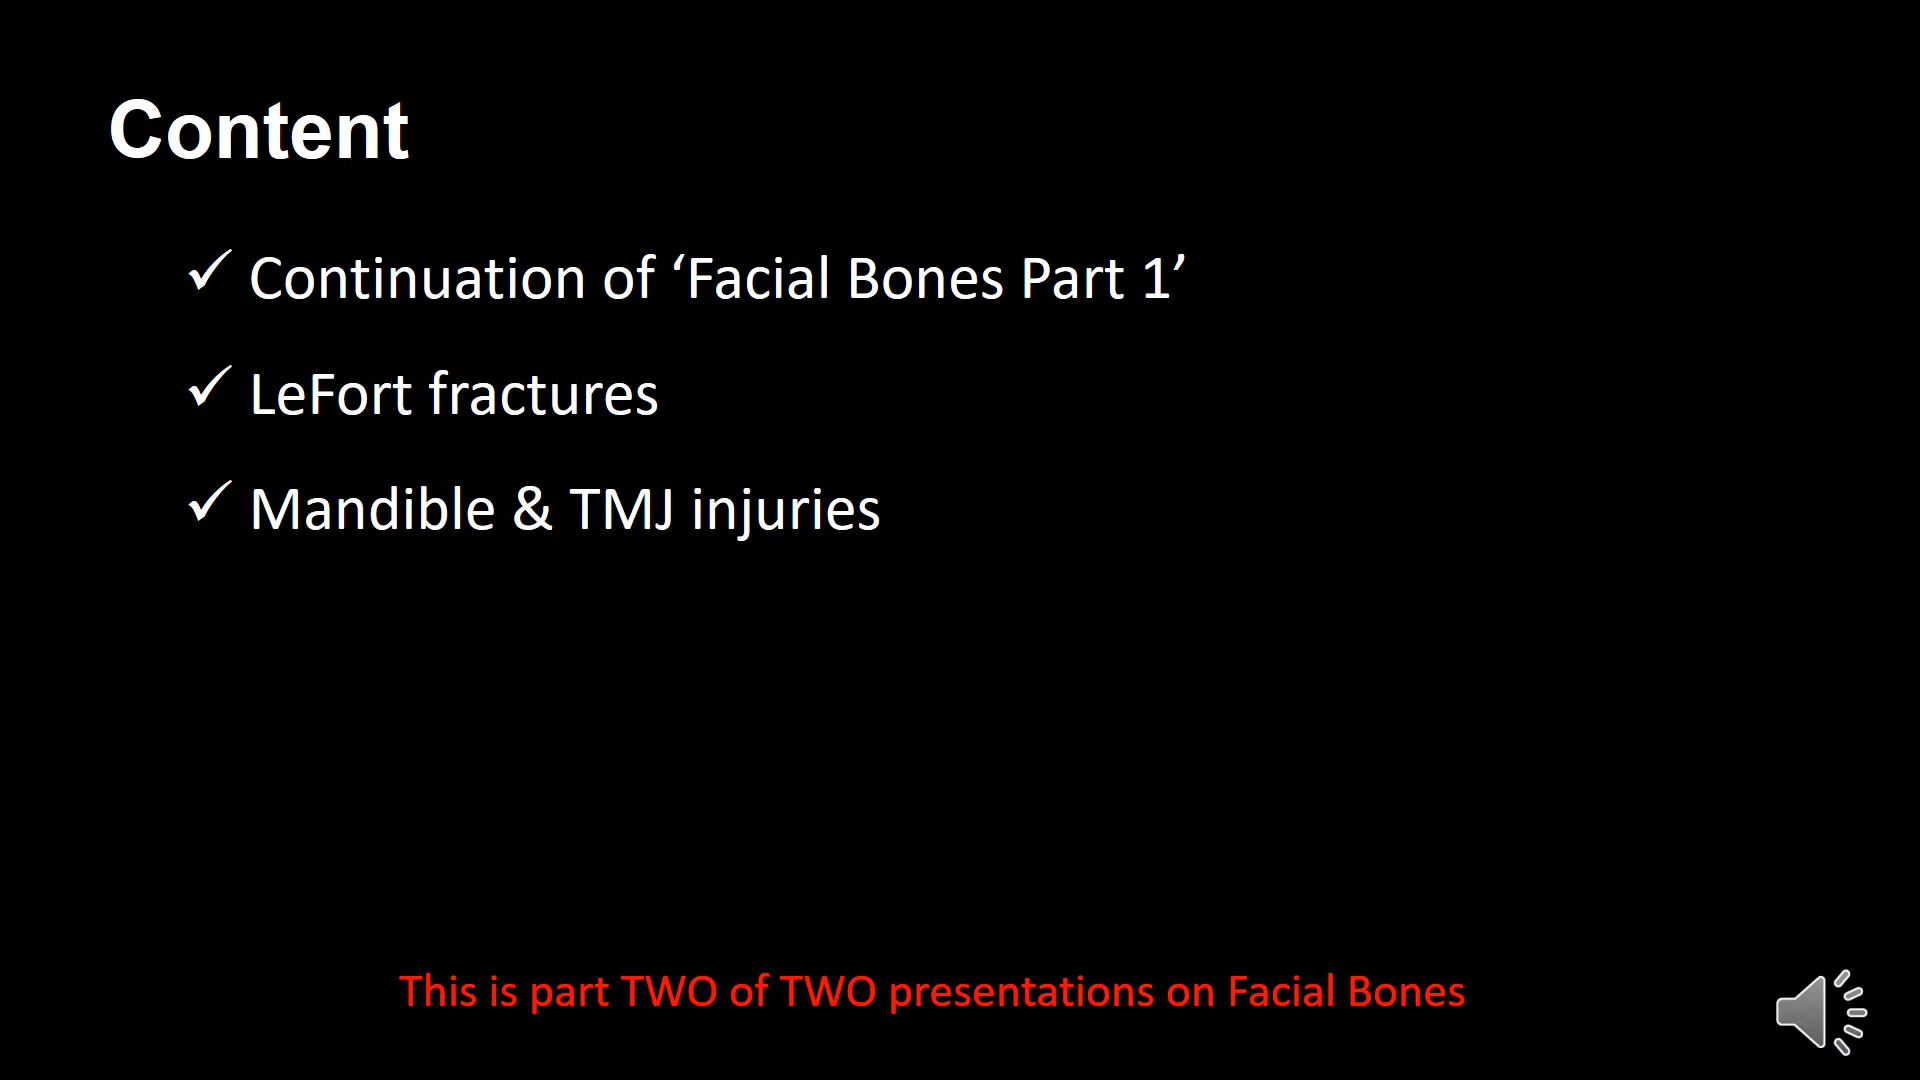 Content
✓ Continuation of ‘Facial Bones Part 1’
✓ LeFort fractures
✓ Mandible & TMJ injuries
This is part TWO of TWO presentations on Facial Bones